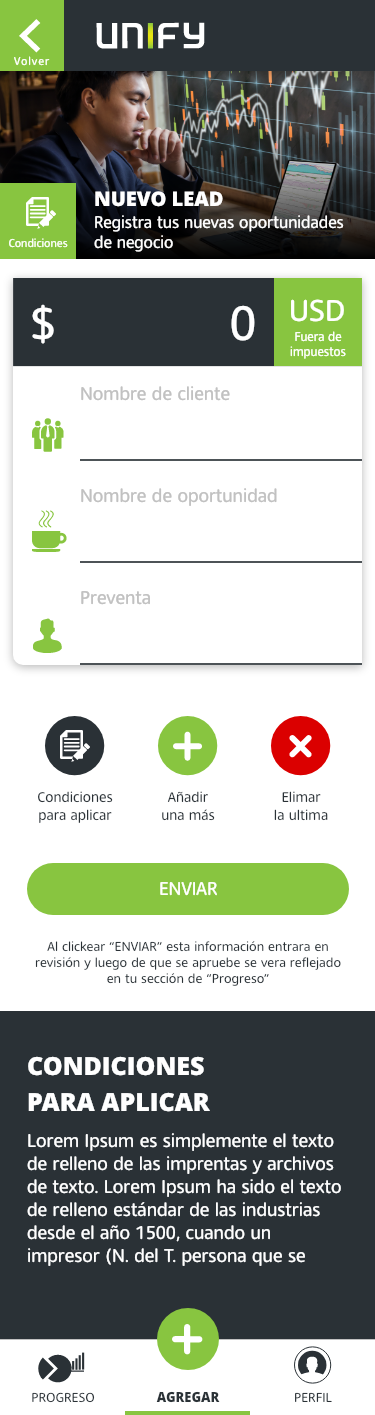 Volver
UNIFY
Condiciones
NUEVO LEAD
Registra tus nuevas oportunidades
de negocio
$
0
USD
Fuera de
impuestos
Nombre de cliente
Nombre de oportunidad
Preventa
Condiciones
para aplicar
Añadir
una más
Elimar
la ultima
ENVIAR
Al clickear “ENVIAR” esta información entrara en
revisión y luego de que se apruebe se vera reflejado
en tu sección de “Progreso”
CONDICIONES
PARA APLICAR
Lorem Ipsum es simplemente el texto
de relleno de las imprentas y archivos
de texto. Lorem Ipsum ha sido el texto
de relleno estándar de las industrias
desde el año 1500, cuando un
impresor (N. del T. persona que se
PROGRESO
AGREGAR
PERFIL